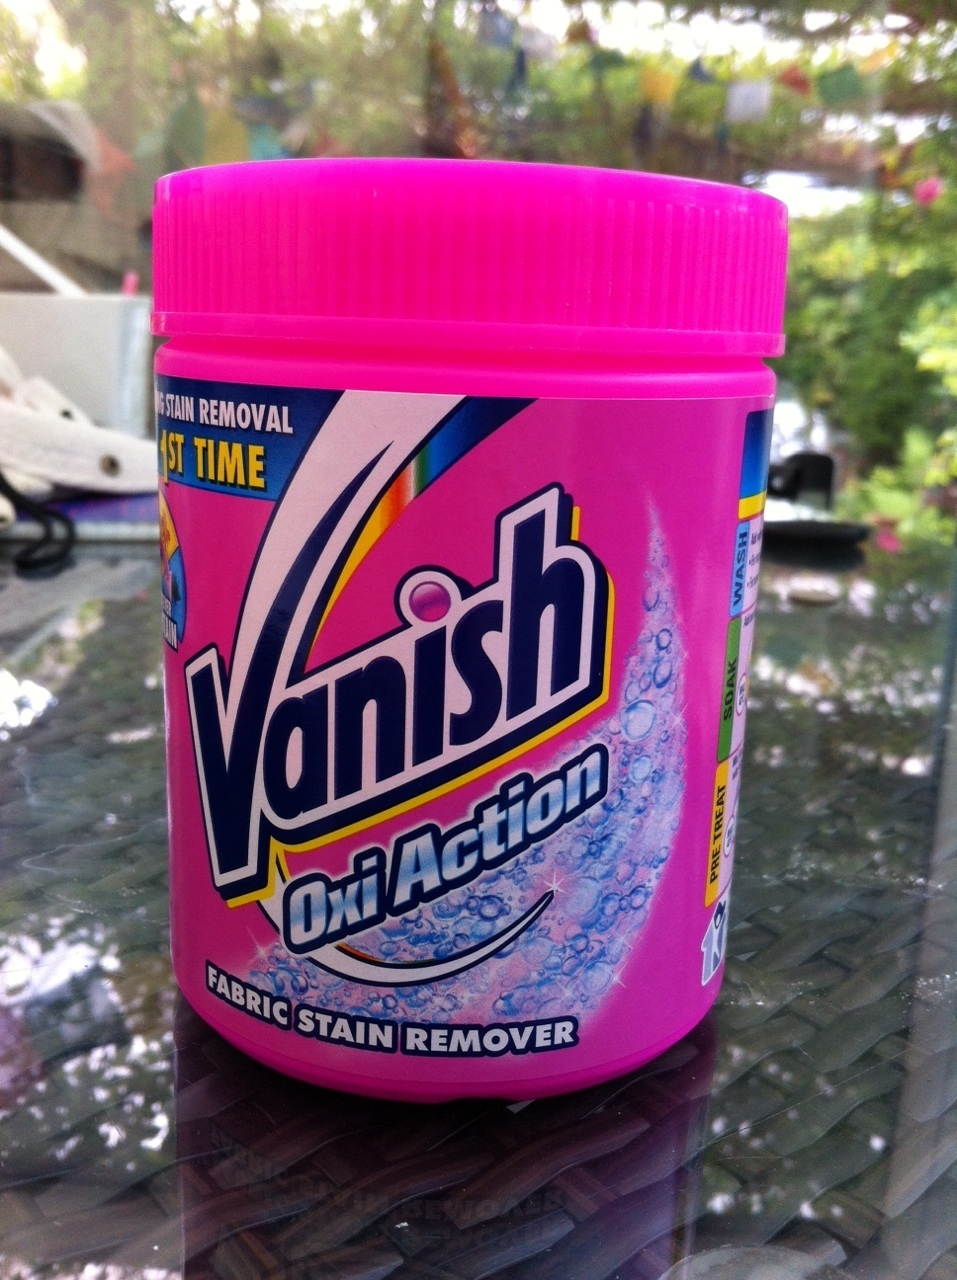 STAIN REMOVAL
1ST TIME
Vanish
Oxi Action
FABRIC STAIN REMOVER
WASH
SOAK
PRE TREAT